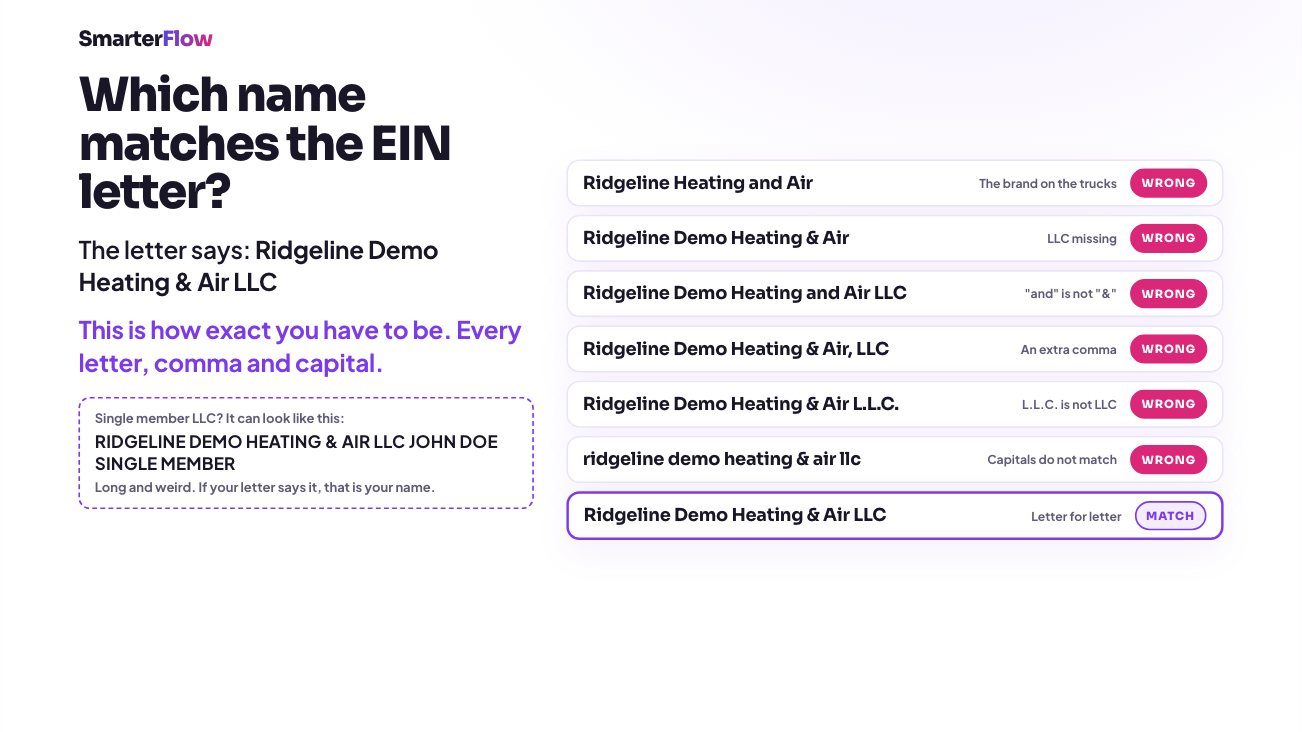 SmarterFlow
Which name
matches the EIN
letter?
The letter says: Ridgeline Demo
Heating & Air LLC
This is how exact you have to be. Every
letter, comma and capital.
Single member LLC? It can look like this:
RIDGELINE DEMO HEATING & AIR LLC JOHN DOE
SINGLE MEMBER
Long and weird. If your letter says it, that is your name.
Ridgeline Heating and Air The brand on the trucks WRONG
Ridgeline Demo Heating & Air LLC missing WRONG
Ridgeline Demo Heating and Air LLC "and" is not "&" WRONG
Ridgeline Demo Heating & Air, LLC An extra comma WRONG
Ridgeline Demo Heating & Air L.L.C. L.L.C. is not LLC WRONG
ridgeline demo heating & air llc Capitals do not match WRONG
Ridgeline Demo Heating & Air LLC Letter for letter MATCH